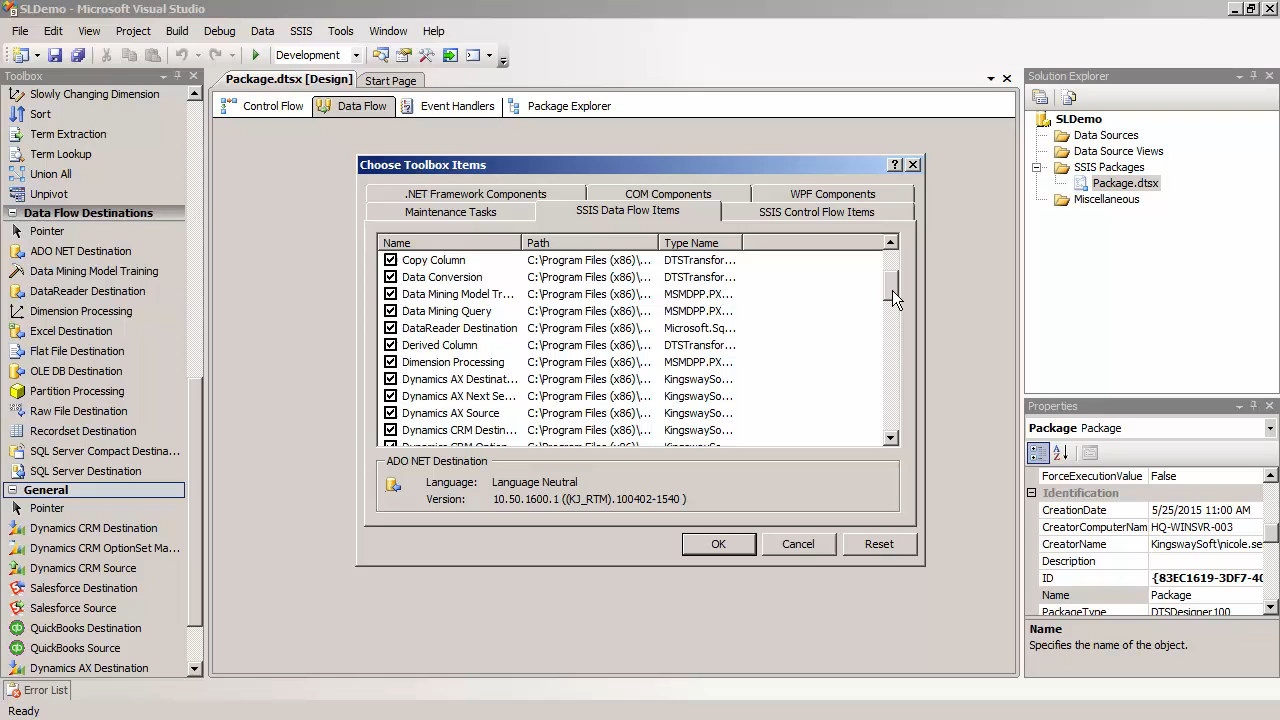 SLDemo - Microsoft Visual Studio
File Edit View Project Build Debug Data SSIS Tools Window Help
Development
Toolbox
Slowly Changing Dimension
Sort
Term Extraction
Term Lookup
Union All
Unpivot
Data Flow Destinations
Pointer
ADO NET Destination
Data Mining Model Training
DataReader Destination
Dimension Processing
Excel Destination
Flat File Destination
OLE DB Destination
Partition Processing
Raw File Destination
Recordset Destination
SQL Server Compact Destina...
SQL Server Destination
General
Pointer
Dynamics CRM Destination
Dynamics CRM OptionSet Ma...
Dynamics CRM Source
Salesforce Destination
Salesforce Source
QuickBooks Destination
QuickBooks Source
Dynamics AX Destination
Error List
Ready
Package.dtsx [Design] Start Page
Control Flow Data Flow Event Handlers Package Explorer
Choose Toolbox Items
.NET Framework Components COM Components WPF Components
Maintenance Tasks SSIS Data Flow Items SSIS Control Flow Items
Name Path Type Name
Copy Column C:\Program Files (x86)\... DTSTransfor...
Data Conversion C:\Program Files (x86)\... DTSTransfor...
Data Mining Model Tr... C:\Program Files (x86)\... MSMDPP.PX...
Data Mining Query C:\Program Files (x86)\... MSMDPP.PX...
DataReader Destination C:\Program Files (x86)\... Microsoft.Sq...
Derived Column C:\Program Files (x86)\... DTSTransfor...
Dimension Processing C:\Program Files (x86)\... MSMDPP.PX...
Dynamics AX Destinat... C:\Program Files (x86)\... KingswaySo...
Dynamics AX Next Se... C:\Program Files (x86)\... KingswaySo...
Dynamics AX Source C:\Program Files (x86)\... KingswaySo...
Dynamics CRM Destin... C:\Program Files (x86)\... KingswaySo...
ADO NET Destination
Language: Language Neutral
Version: 10.50.1600.1 ((KJ_RTM).100402-1540 )
OK Cancel Reset
Solution Explorer
SLDemo
Data Sources
Data Source Views
SSIS Packages
Package.dtsx
Miscellaneous
Properties
Package Package
ForceExecutionValue False
Identification
CreationDate 5/25/2015 11:00 AM
CreatorComputerNam HQ-WINSVR-003
CreatorName KingswaySoft\nicole.se
Description
ID {83EC1619-3DF7-40
Name Package
PackageType DTSDesigner100
Name
Specifies the name of the object.